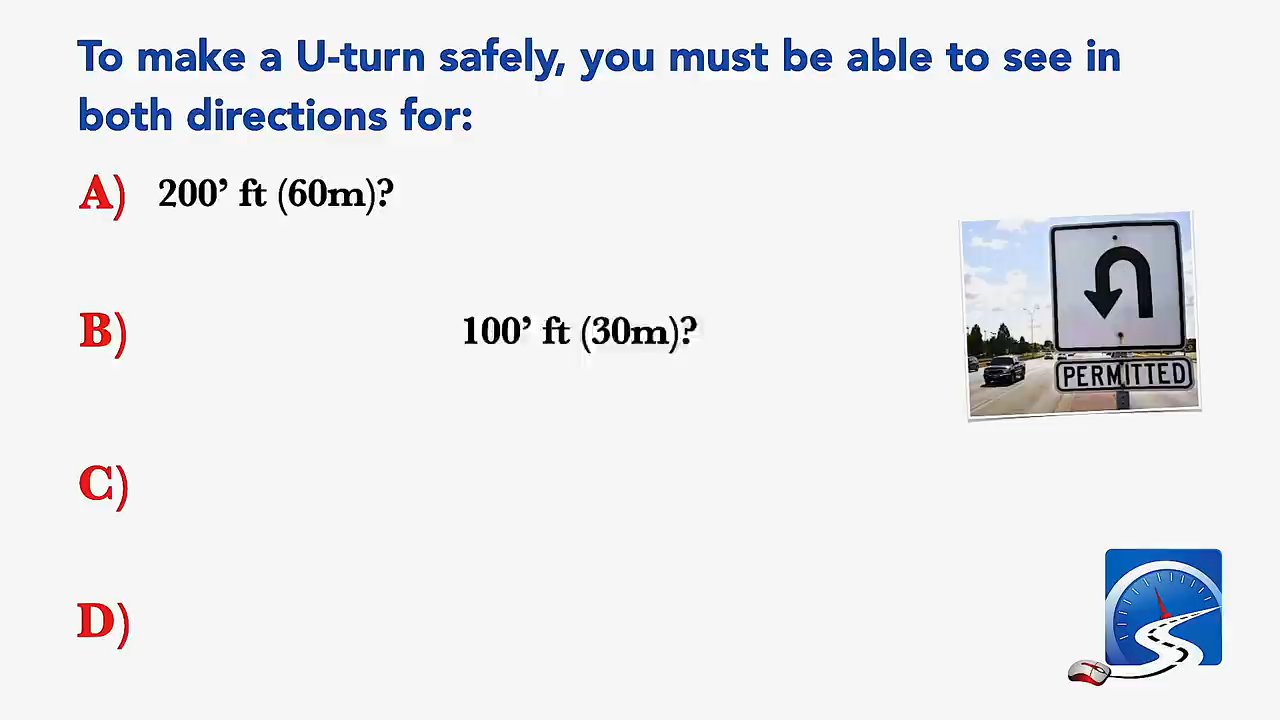 To make a U-turn safely, you must be able to see in
both directions for:
A) 200’ ft (60m)?
B) 100’ ft (30m)?
PERMITTED
C)
D)